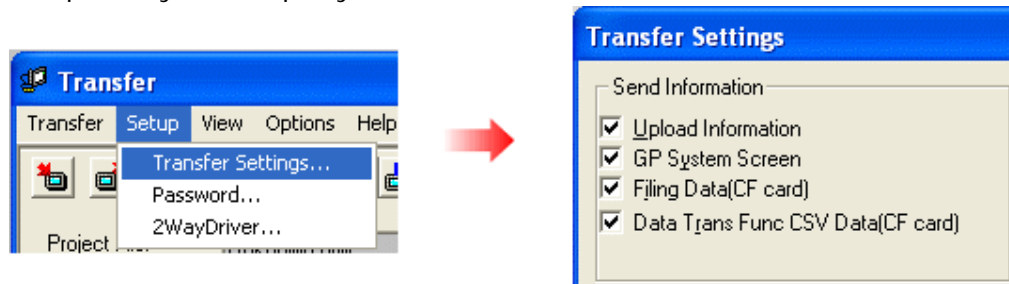 Transfer
Transfer Setup View Options Help
Transfer Settings...
Password...
2WayDriver...
Project
Transfer Settings
Send Information
Upload Information
GP System Screen
Filing Data(CF card)
Data Trans Func CSV Data(CF card)